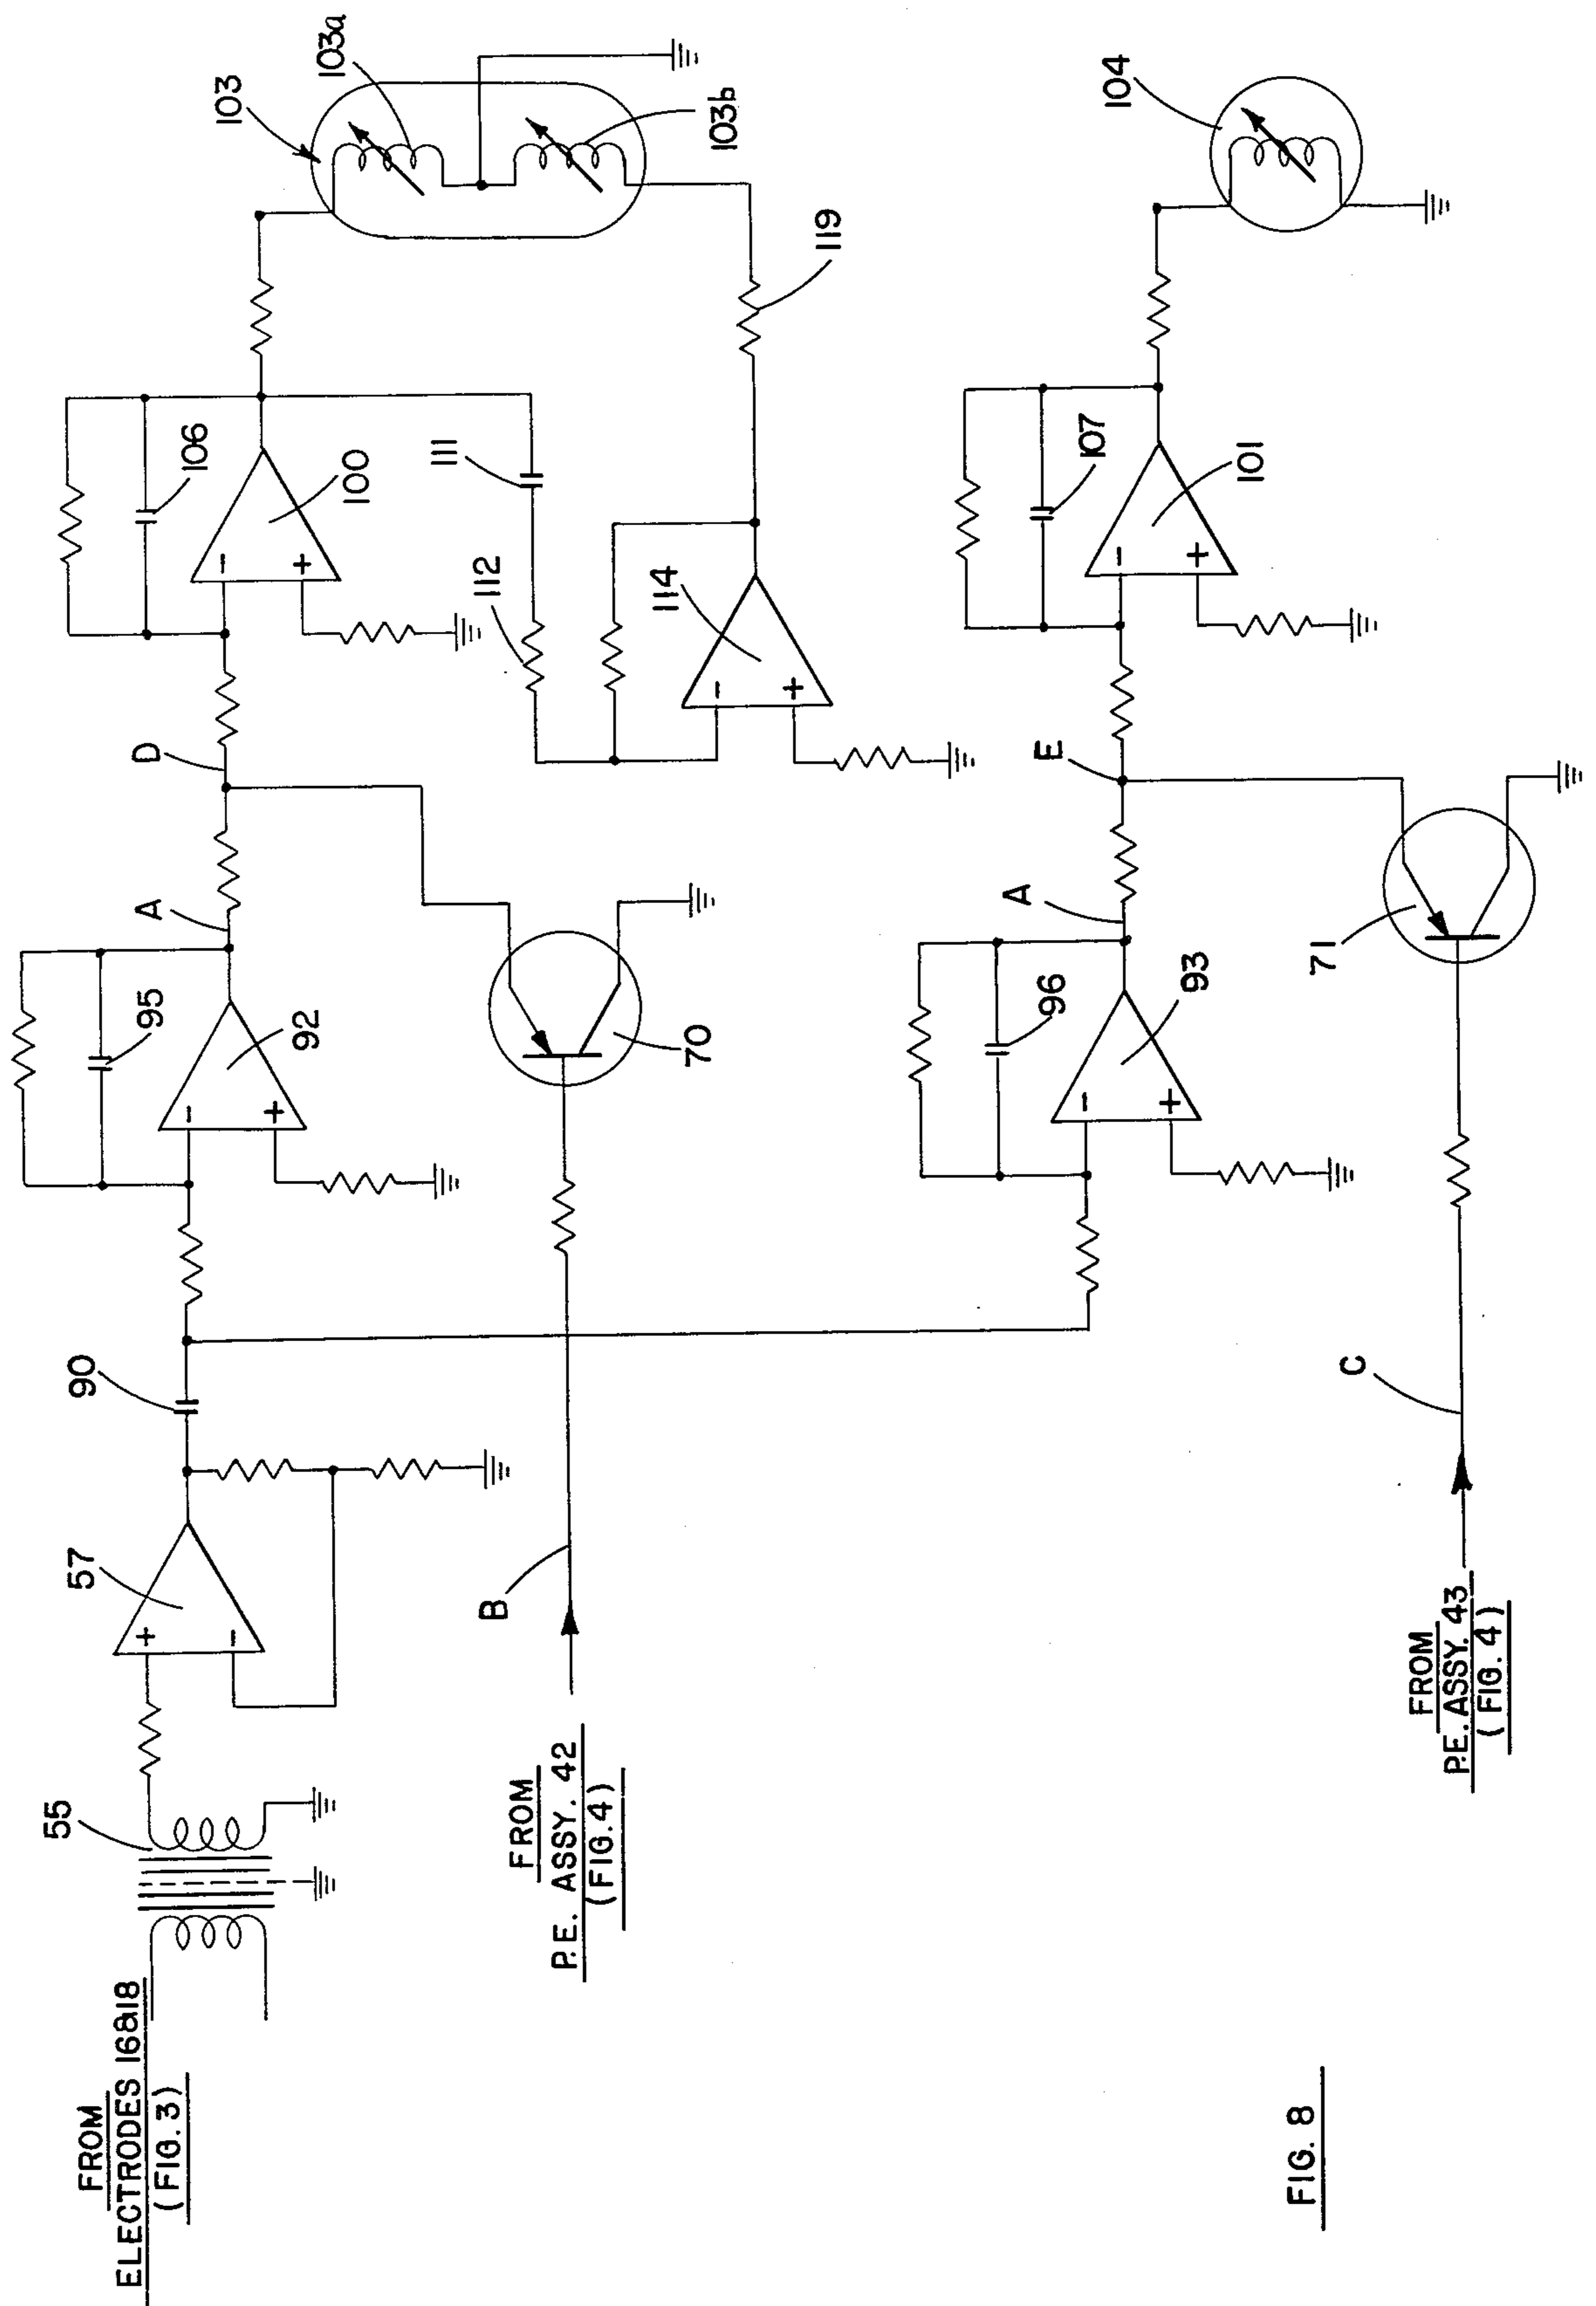 FROM
ELECTRODES 16&18
(FIG. 3)
55
57
90
95
92
A
D
106
100
103
103a
103b
111
112
114
119
FROM
P.E. ASSY. 42
(FIG. 4)
B
70
96
93
A
E
107
101
104
FROM
P.E. ASSY. 43
(FIG. 4)
C
71
+
-
-
+
-
+
-
+
-
+
-
+
FIG. 8